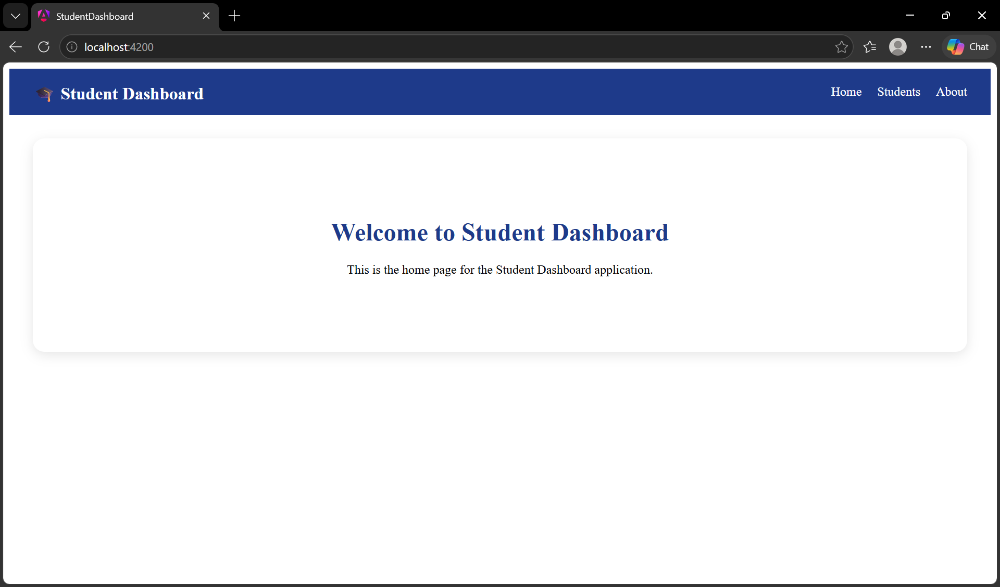 StudentDashboard
localhost:4200
Chat
Student Dashboard
Home Students About
Welcome to Student Dashboard
This is the home page for the Student Dashboard application.